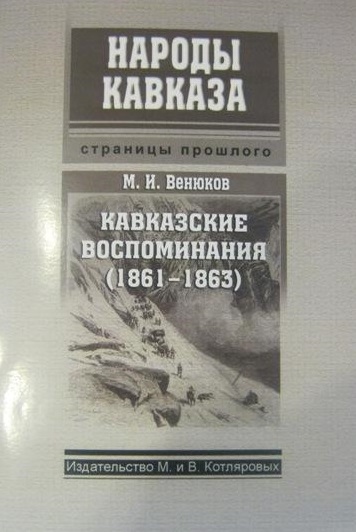 НАРОДЫ
КАВКАЗА
страницы прошлого
М. И. Венюков
КАВКАЗСКИЕ
ВОСПОМИНАНИЯ
(1861–1863)
Издательство М. и В. Котляровых